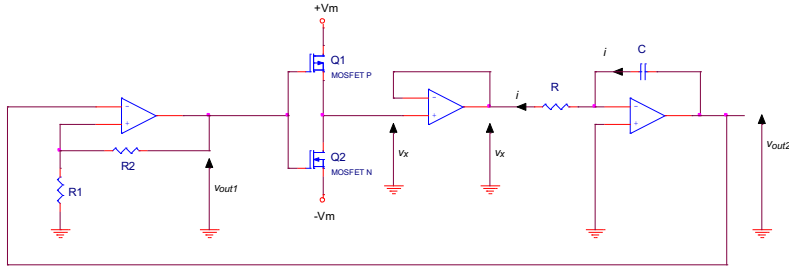 +Vm
Q1
MOSFET P
i
C
i
R
−
+
−
+
−
+
−
+
R2
R1
vout1
Q2
MOSFET N
-Vm
vx
vx
vout2